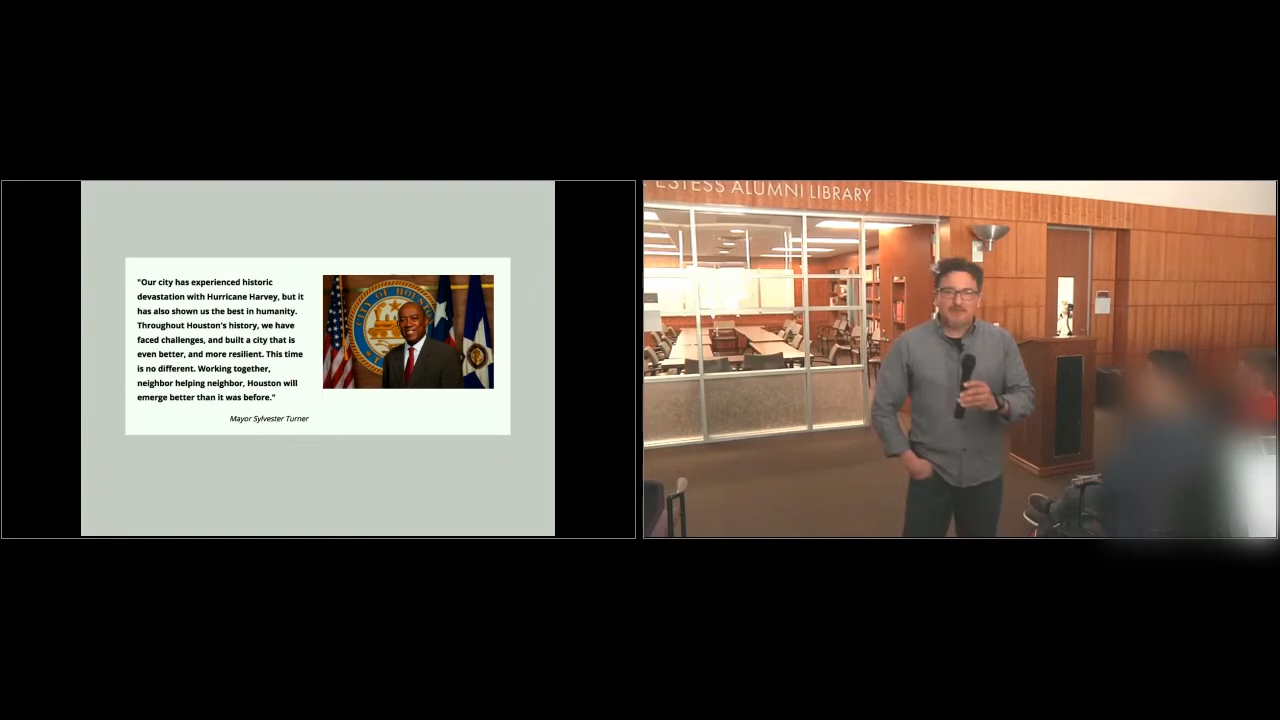 "Our city has experienced historic
devastation with Hurricane Harvey, but it
has also shown us the best in humanity.
Throughout Houston's history, we have
faced challenges, and built a city that is
even better, and more resilient. This time
is no different. Working together,
neighbor helping neighbor, Houston will
emerge better than it was before."
Mayor Sylvester Turner
CITY OF HOU
ESTESS ALUMNI LIBRARY